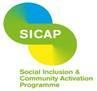 SICAP
Social Inclusion &
Community Activation
Programme